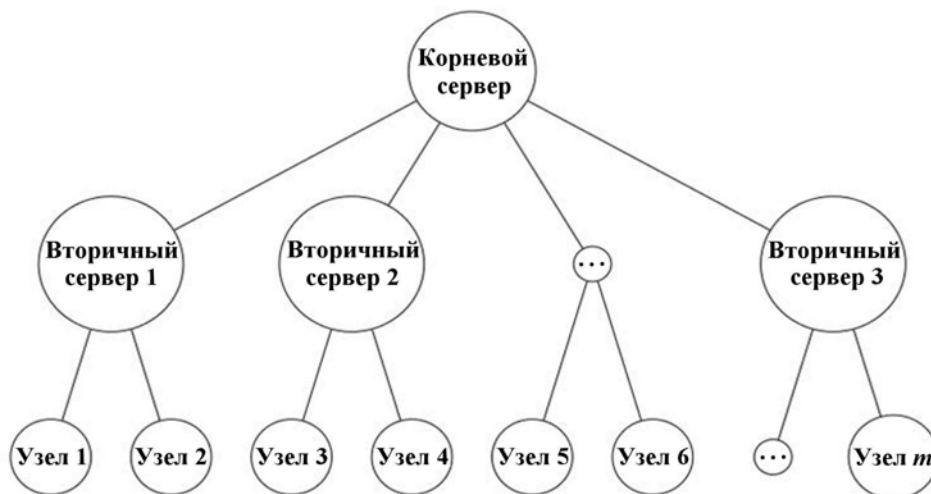 Корневой
сервер
Вторичный
сервер 1
Вторичный
сервер 2
...
Вторичный
сервер 3
Узел 1
Узел 2
Узел 3
Узел 4
Узел 5
Узел 6
...
Узел m